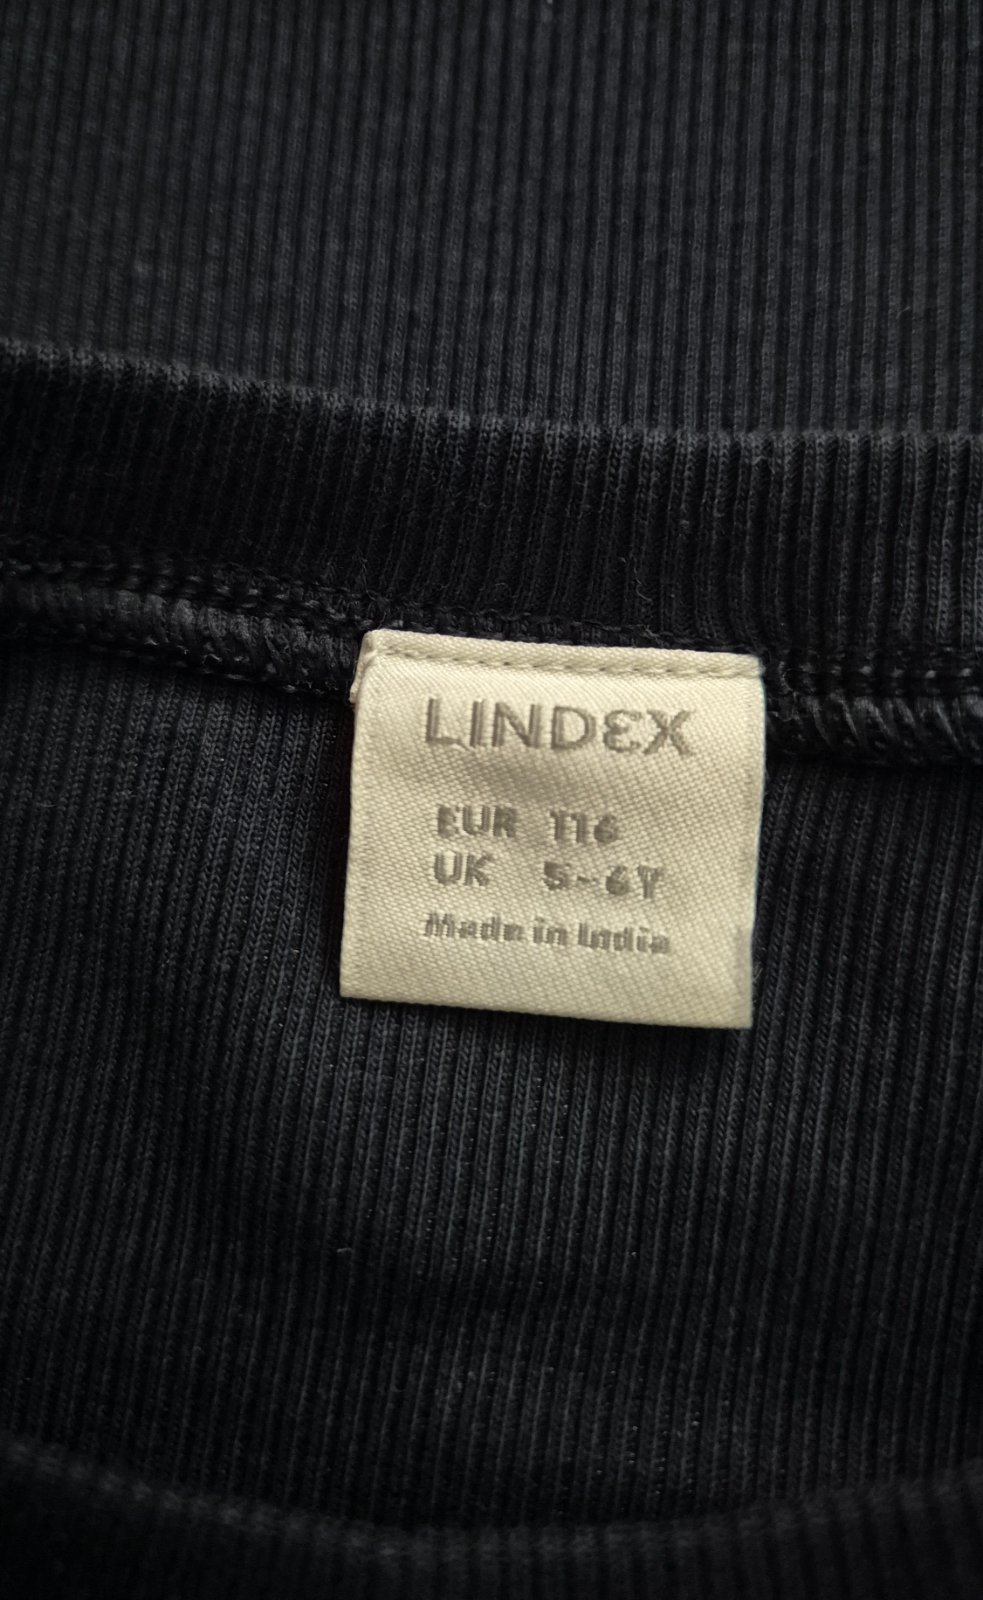 LINDEX
EUR 116
UK 5-6Y
Made in India